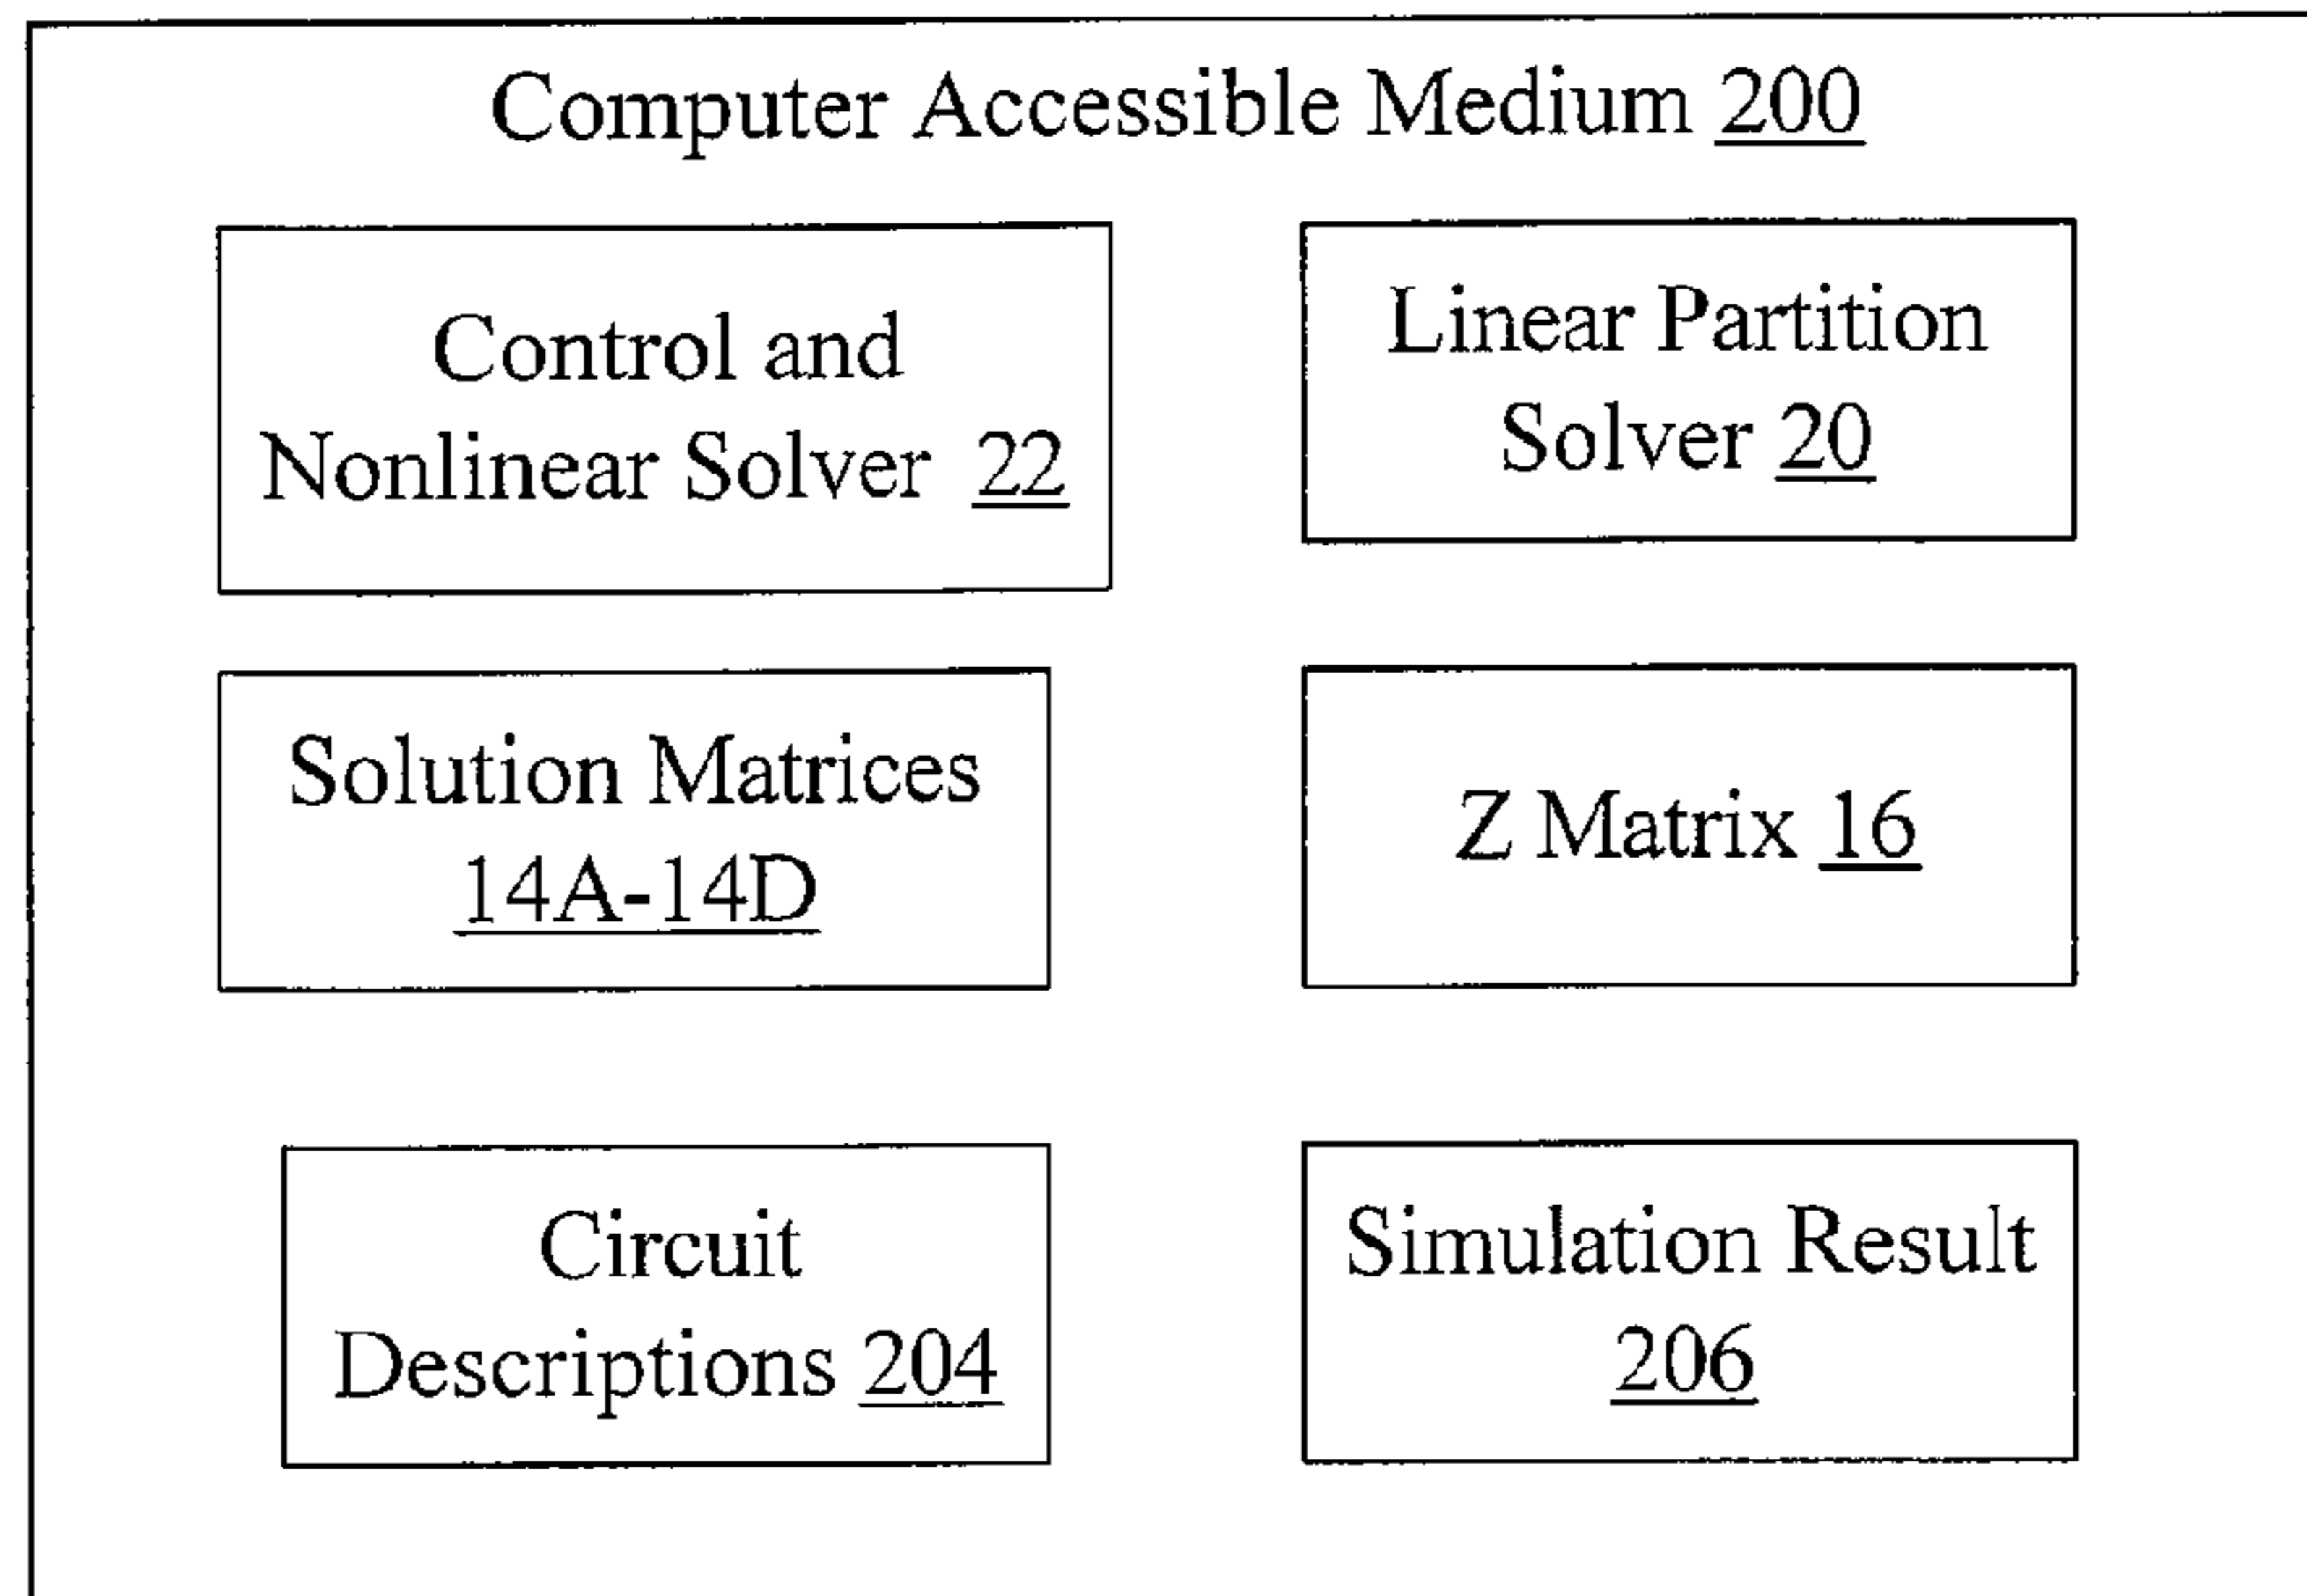 Computer Accessible Medium 200
Control and
Nonlinear Solver 22
Linear Partition
Solver 20
Solution Matrices
14A-14D
Z Matrix 16
Circuit
Descriptions 204
Simulation Result
206